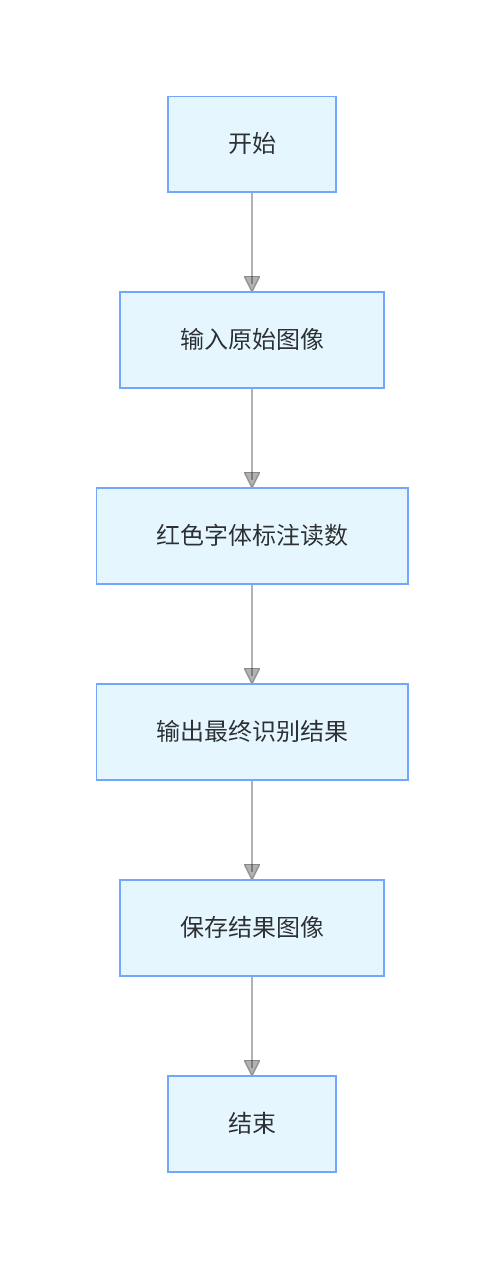 开始
输入原始图像
红色字体标注读数
输出最终识别结果
保存结果图像
结束